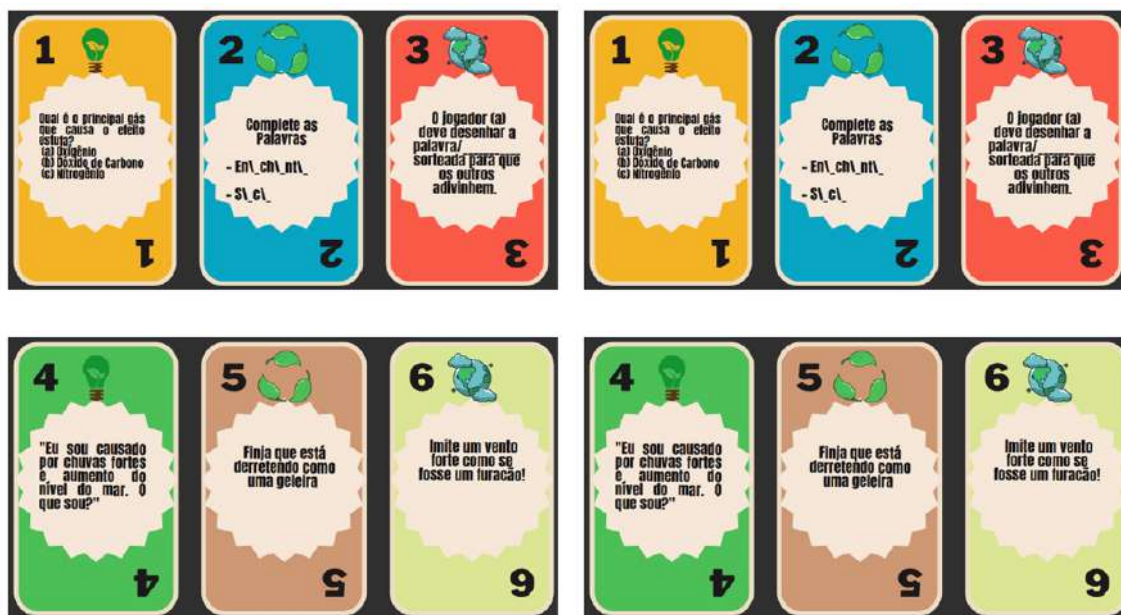 1
Qual é o principal gás
que causa o efeito
estufa?
(a) Oxigênio
(b) Dóxido de Carbono
(c) Nitrogênio
1
2
Complete as
Palavras
- En\_ch\_nt\_
- S\_c\_
2
3
O jogador (a)
deve desenhar a
palavra/
sorteada para que
os outros
adivinhem.
3
1
Qual é o principal gás
que causa o efeito
estufa?
(a) Oxigênio
(b) Dóxido de Carbono
(c) Nitrogênio
1
2
Complete as
Palavras
- En\_ch\_nt\_
- S\_c\_
2
3
O jogador (a)
deve desenhar a
palavra/
sorteada para que
os outros
adivinhem.
3
4
"Eu sou causado
por chuvas fortes
e aumento do
nível do mar. O
que sou?"
4
5
Finja que está
derretendo como
uma geleira
5
6
Imite um vento
forte como se
fosse um furacão!
6
4
"Eu sou causado
por chuvas fortes
e aumento do
nível do mar. O
que sou?"
4
5
Finja que está
derretendo como
uma geleira
5
6
Imite um vento
forte como se
fosse um furacão!
6